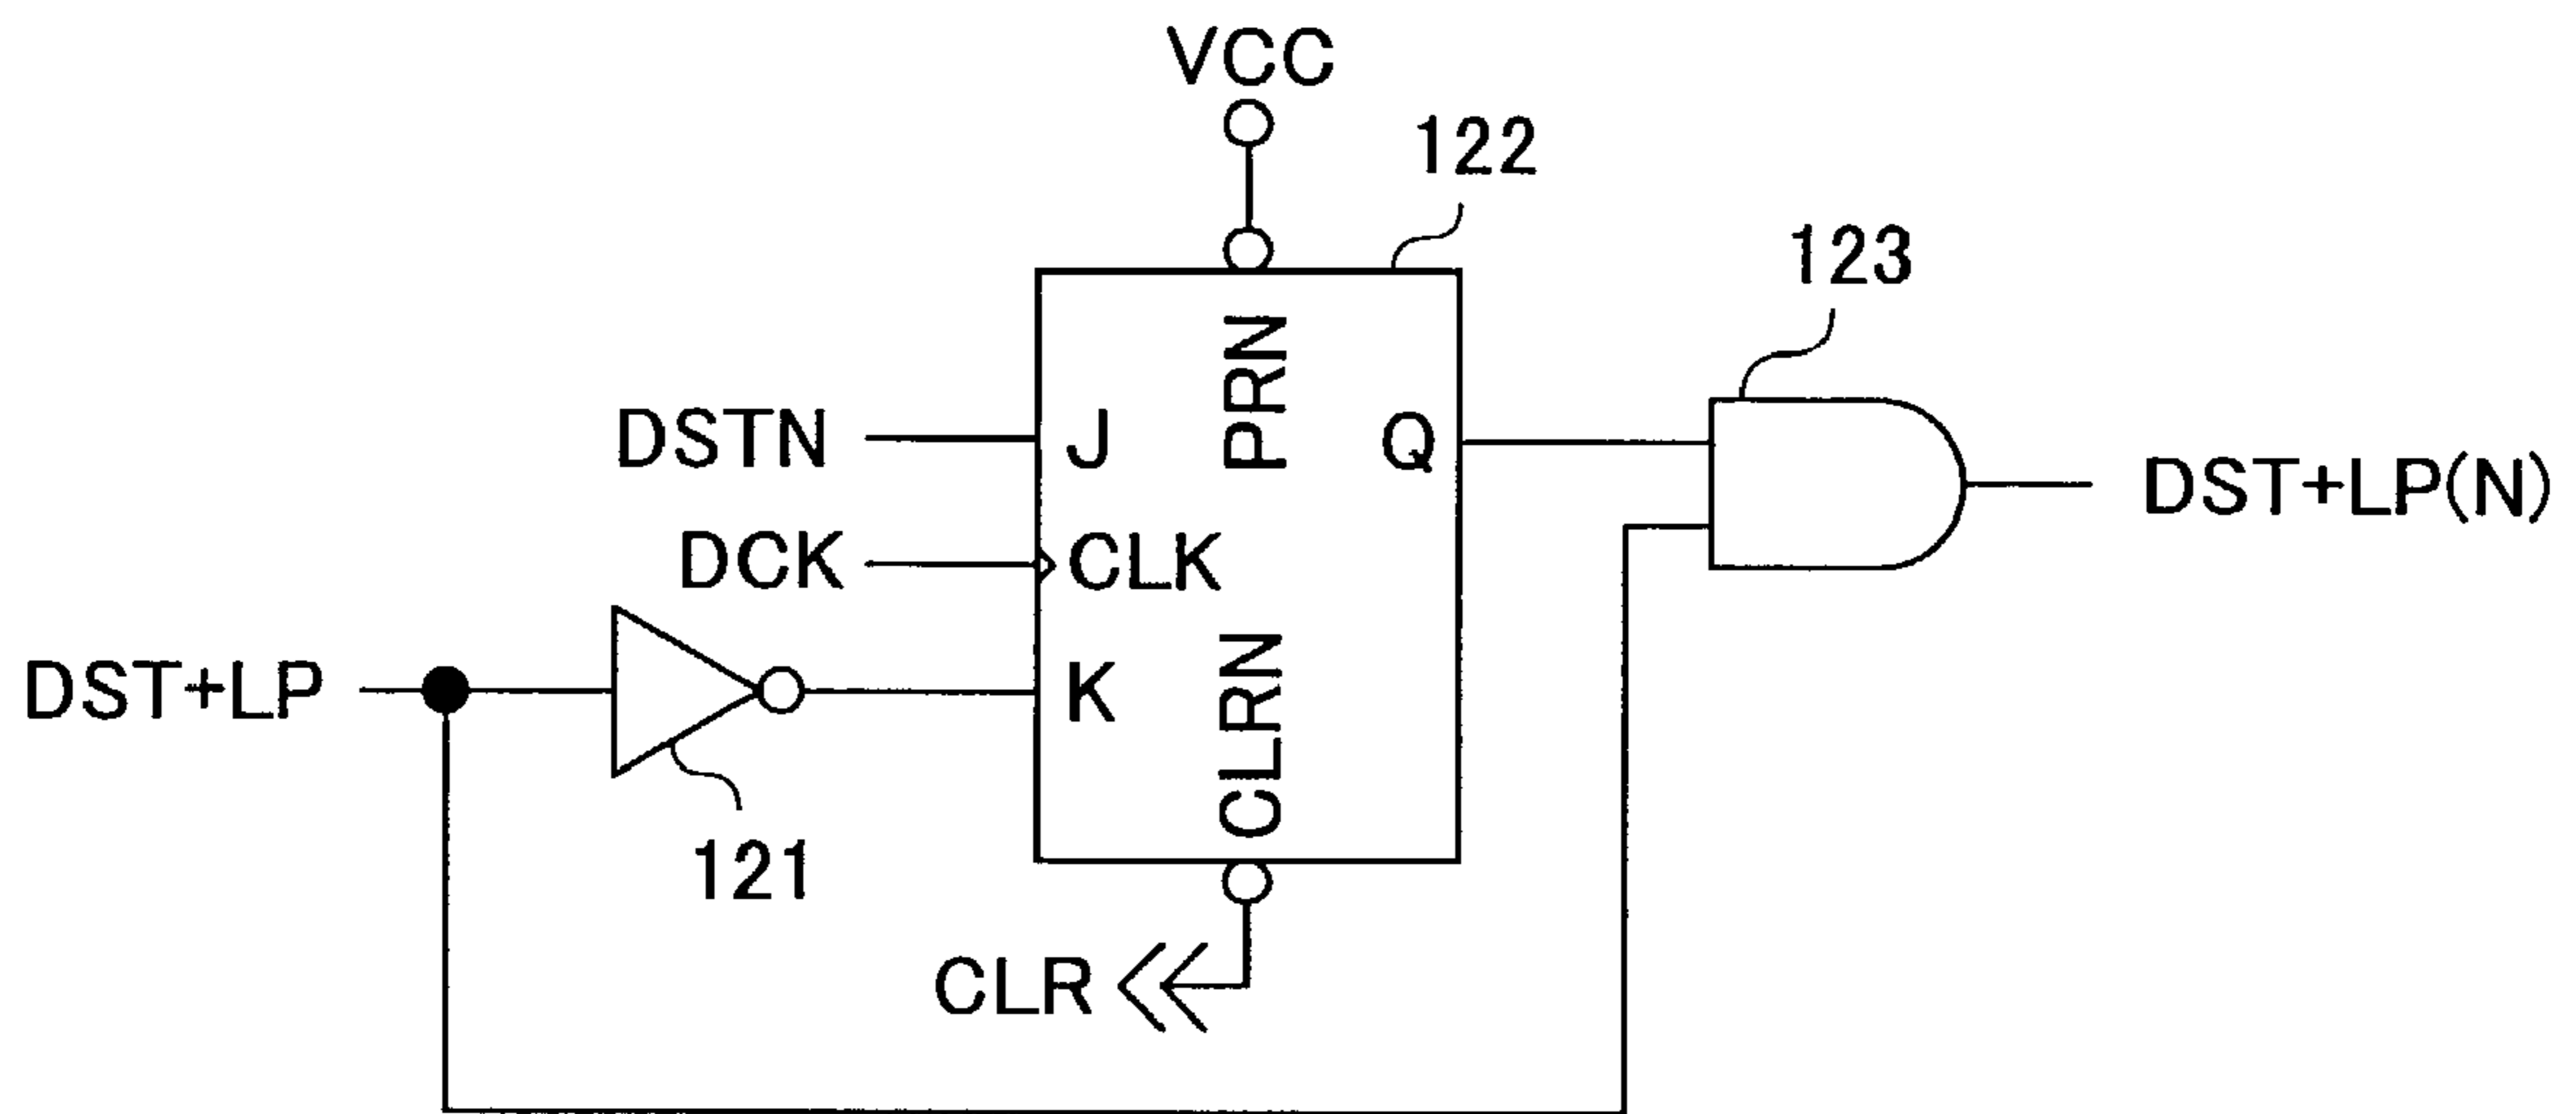 VCC
122
123
PRN
DSTN
J
Q
DST+LP(N)
DCK
CLK
DST+LP
K
CLRN
121
CLR